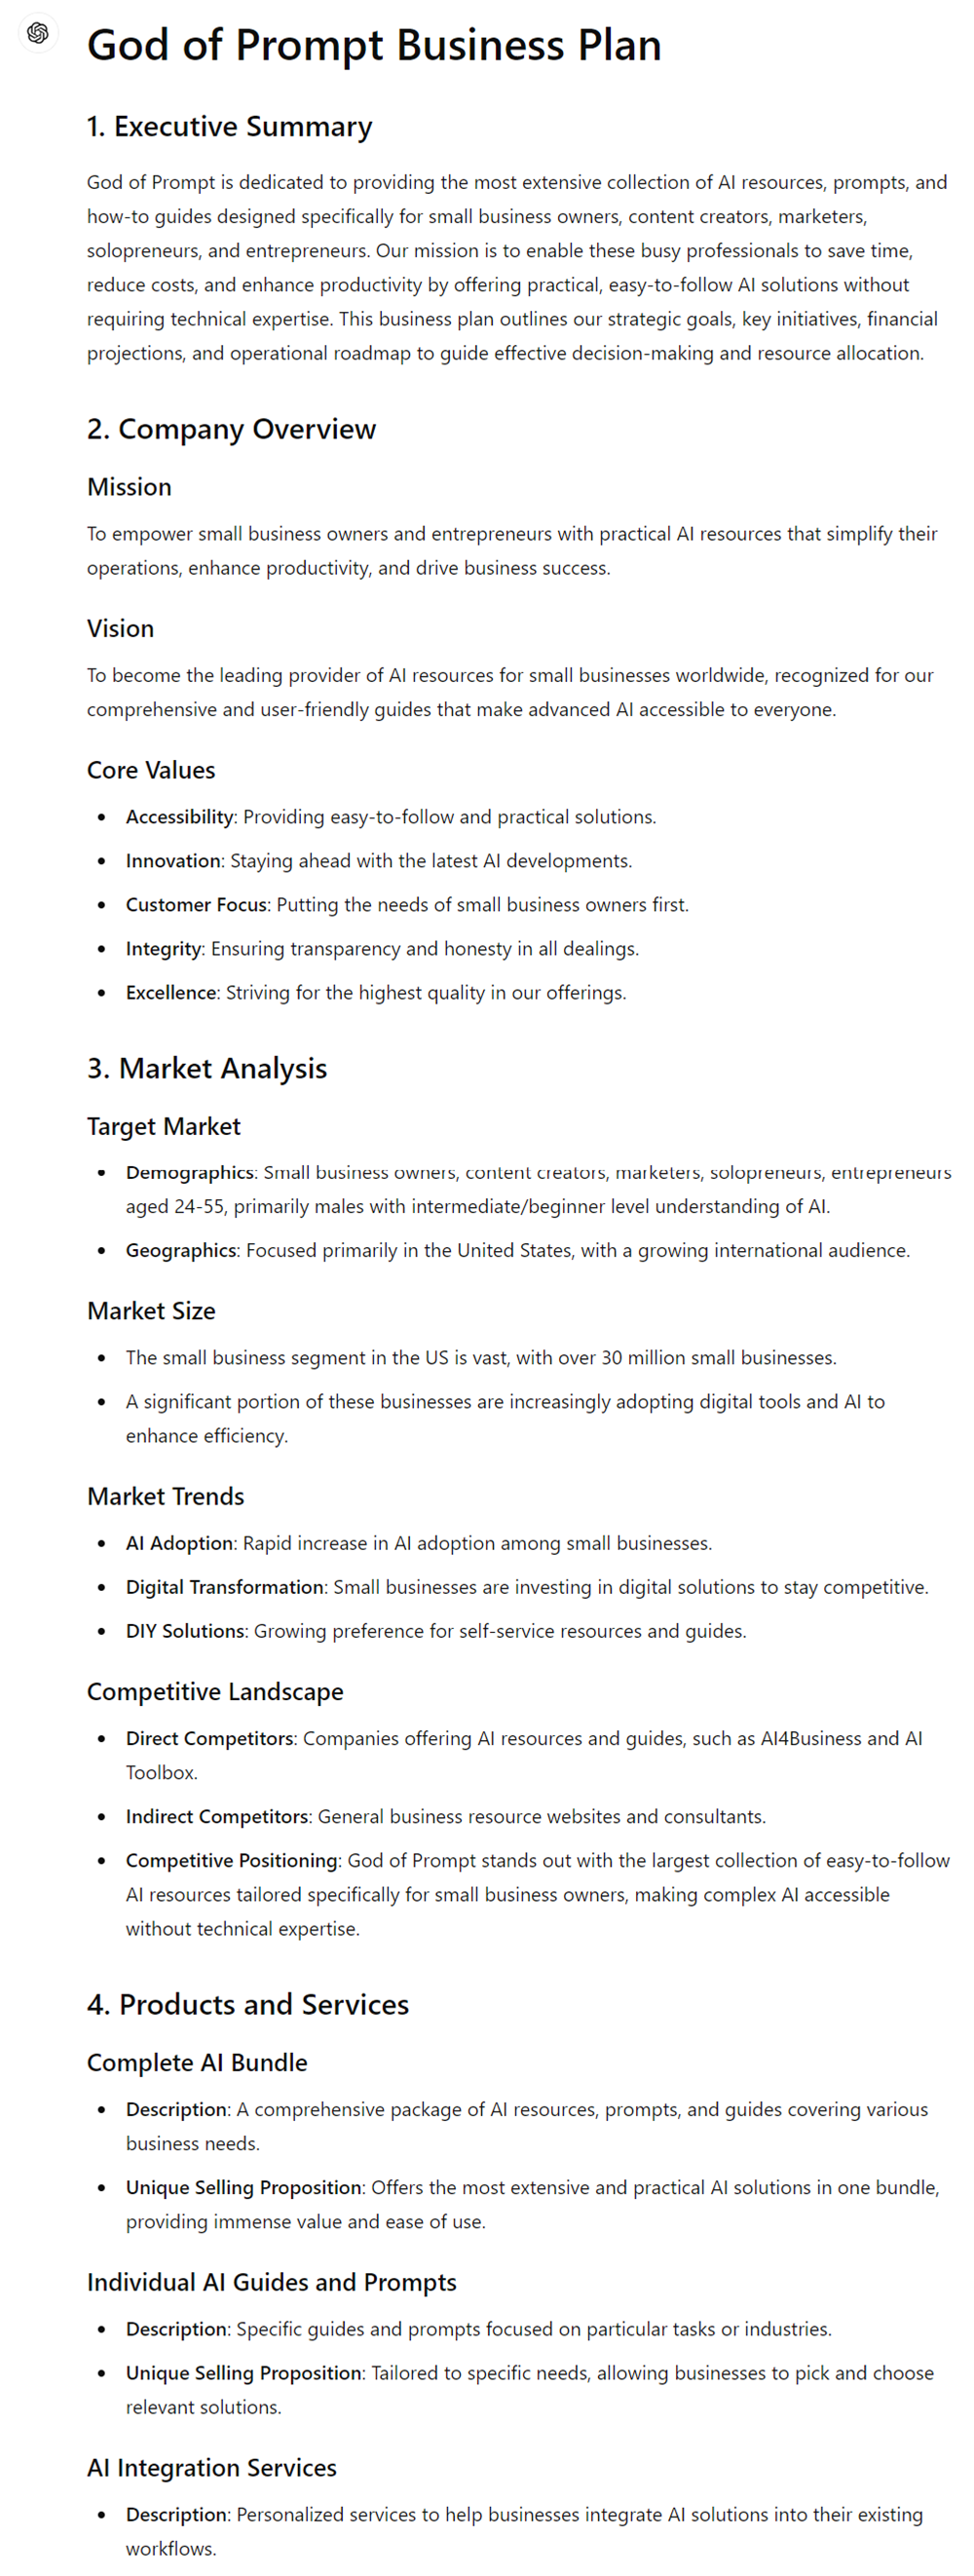 God of Prompt Business Plan
1. Executive Summary
God of Prompt is dedicated to providing the most extensive collection of AI resources, prompts, and
how-to guides designed specifically for small business owners, content creators, marketers,
solopreneurs, and entrepreneurs. Our mission is to enable these busy professionals to save time,
reduce costs, and enhance productivity by offering practical, easy-to-follow AI solutions without
requiring technical expertise. This business plan outlines our strategic goals, key initiatives, financial
projections, and operational roadmap to guide effective decision-making and resource allocation.
2. Company Overview
Mission
To empower small business owners and entrepreneurs with practical AI resources that simplify their
operations, enhance productivity, and drive business success.
Vision
To become the leading provider of AI resources for small businesses worldwide, recognized for our
comprehensive and user-friendly guides that make advanced AI accessible to everyone.
Core Values
• Accessibility: Providing easy-to-follow and practical solutions.
• Innovation: Staying ahead with the latest AI developments.
• Customer Focus: Putting the needs of small business owners first.
• Integrity: Ensuring transparency and honesty in all dealings.
• Excellence: Striving for the highest quality in our offerings.
3. Market Analysis
Target Market
• Demographics: Small business owners, content creators, marketers, solopreneurs, entrepreneurs
aged 24-55, primarily males with intermediate/beginner level understanding of AI.
• Geographics: Focused primarily in the United States, with a growing international audience.
Market Size
• The small business segment in the US is vast, with over 30 million small businesses.
• A significant portion of these businesses are increasingly adopting digital tools and AI to
enhance efficiency.
Market Trends
• AI Adoption: Rapid increase in AI adoption among small businesses.
• Digital Transformation: Small businesses are investing in digital solutions to stay competitive.
• DIY Solutions: Growing preference for self-service resources and guides.
Competitive Landscape
• Direct Competitors: Companies offering AI resources and guides, such as AI4Business and AI
Toolbox.
• Indirect Competitors: General business resource websites and consultants.
• Competitive Positioning: God of Prompt stands out with the largest collection of easy-to-follow
AI resources tailored specifically for small business owners, making complex AI accessible
without technical expertise.
4. Products and Services
Complete AI Bundle
• Description: A comprehensive package of AI resources, prompts, and guides covering various
business needs.
• Unique Selling Proposition: Offers the most extensive and practical AI solutions in one bundle,
providing immense value and ease of use.
Individual AI Guides and Prompts
• Description: Specific guides and prompts focused on particular tasks or industries.
• Unique Selling Proposition: Tailored to specific needs, allowing businesses to pick and choose
relevant solutions.
AI Integration Services
• Description: Personalized services to help businesses integrate AI solutions into their existing
workflows.